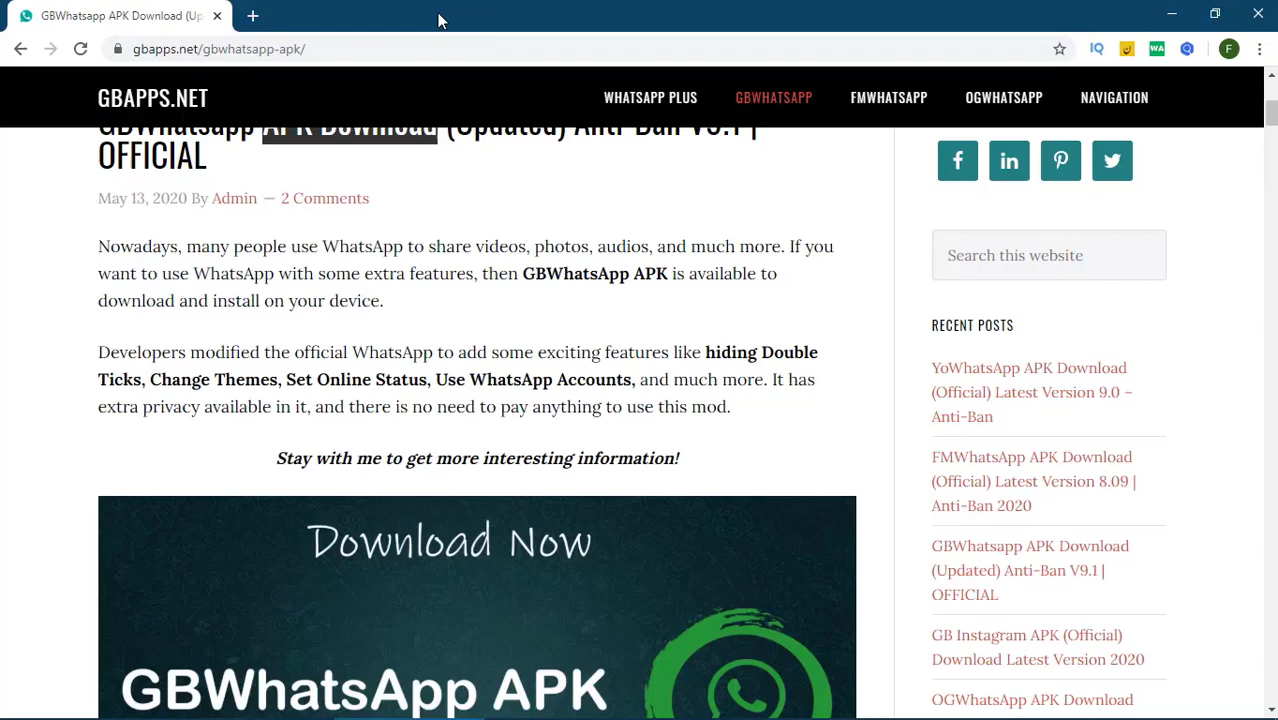 GBWhatsapp APK Download (Up
gbapps.net/gbwhatsapp-apk/
F
GBAPPS.NET
WHATSAPP PLUS
GBWHATSAPP
FMWHATSAPP
OGWHATSAPP
NAVIGATION
GBWhatsapp APK Download (Updated) Anti-Ban V9.1 |
OFFICIAL
May 13, 2020 By Admin — 2 Comments
Nowadays, many people use WhatsApp to share videos, photos, audios, and much more. If you
want to use WhatsApp with some extra features, then GBWhatsApp APK is available to
download and install on your device.
Developers modified the official WhatsApp to add some exciting features like hiding Double
Ticks, Change Themes, Set Online Status, Use WhatsApp Accounts, and much more. It has
extra privacy available in it, and there is no need to pay anything to use this mod.
Stay with me to get more interesting information!
Download Now
GBWhatsApp APK
Search this website
RECENT POSTS
YoWhatsApp APK Download
(Official) Latest Version 9.0 –
Anti-Ban
FMWhatsApp APK Download
(Official) Latest Version 8.09 |
Anti-Ban 2020
GBWhatsapp APK Download
(Updated) Anti-Ban V9.1 |
OFFICIAL
GB Instagram APK (Official)
Download Latest Version 2020
OGWhatsApp APK Download